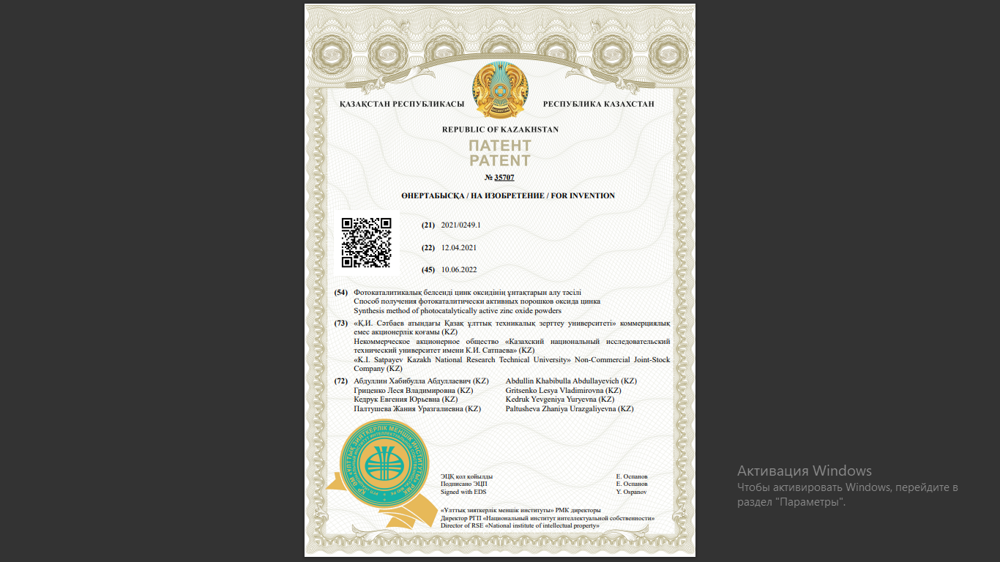 ҚАЗАҚСТАН РЕСПУБЛИКАСЫ
РЕСПУБЛИКА КАЗАХСТАН
REPUBLIC OF KAZAKHSTAN
ПАТЕНТ
PATENT
№ 35707
ӨНЕРТАБЫСҚА / НА ИЗОБРЕТЕНИЕ / FOR INVENTION
(21) 2021/0249.1
(22) 12.04.2021
(45) 10.06.2022
(54) Фотокаталитикалық белсенді цинк оксидінің ұнтақтарын алу тәсілі
Способ получения фотокаталитически активных порошков оксида цинка
Synthesis method of photocatalytically active zinc oxide powders
(73) «Қ.И. Сәтбаев атындағы Қазақ ұлттық техникалық зерттеу университеті» коммерциялық
емес акционерлік қоғамы (KZ)
Некоммерческое акционерное общество «Казахский национальный исследовательский
технический университет имени К.И. Сатпаева» (KZ)
«K.I. Satpayev Kazakh National Research Technical University» Non-Commercial Joint-Stock
Company (KZ)
(72) Абдуллин Хабибулла Абдуллаевич (KZ) Abdullin Khabibulla Abdullayevich (KZ)
Гриценко Леся Владимировна (KZ) Gritsenko Lesya Vladimirovna (KZ)
Кедрук Евгения Юрьевна (KZ) Kedruk Yevgeniya Yuryevna (KZ)
Палтушева Жания Уразгалиевна (KZ) Paltusheva Zhaniya Urazgaliyevna (KZ)
ЭЦҚ қол қойылды Е. Оспанов
Подписано ЭЦП Е. Оспанов
Signed with EDS Y. Ospanov
«Ұлттық зияткерлік меншік институты» РМК директоры
Директор РГП «Национальный институт интеллектуальной собственности»
Director of RSE «National institute of intellectual property»
Активация Windows
Чтобы активировать Windows, перейдите в
раздел "Параметры".